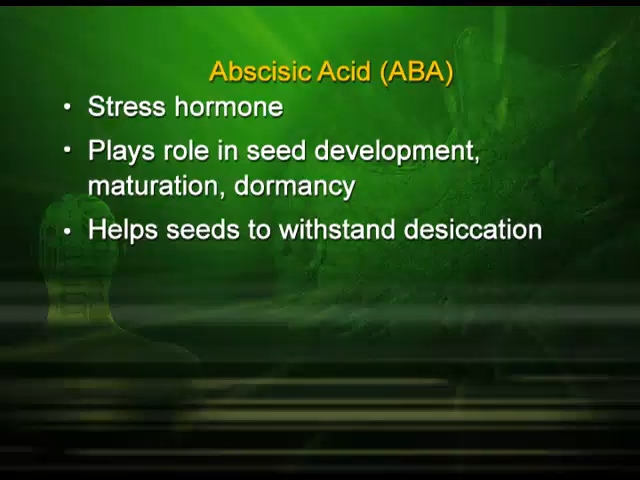 Abscisic Acid (ABA)
• Stress hormone
• Plays role in seed development,
maturation, dormancy
• Helps seeds to withstand desiccation